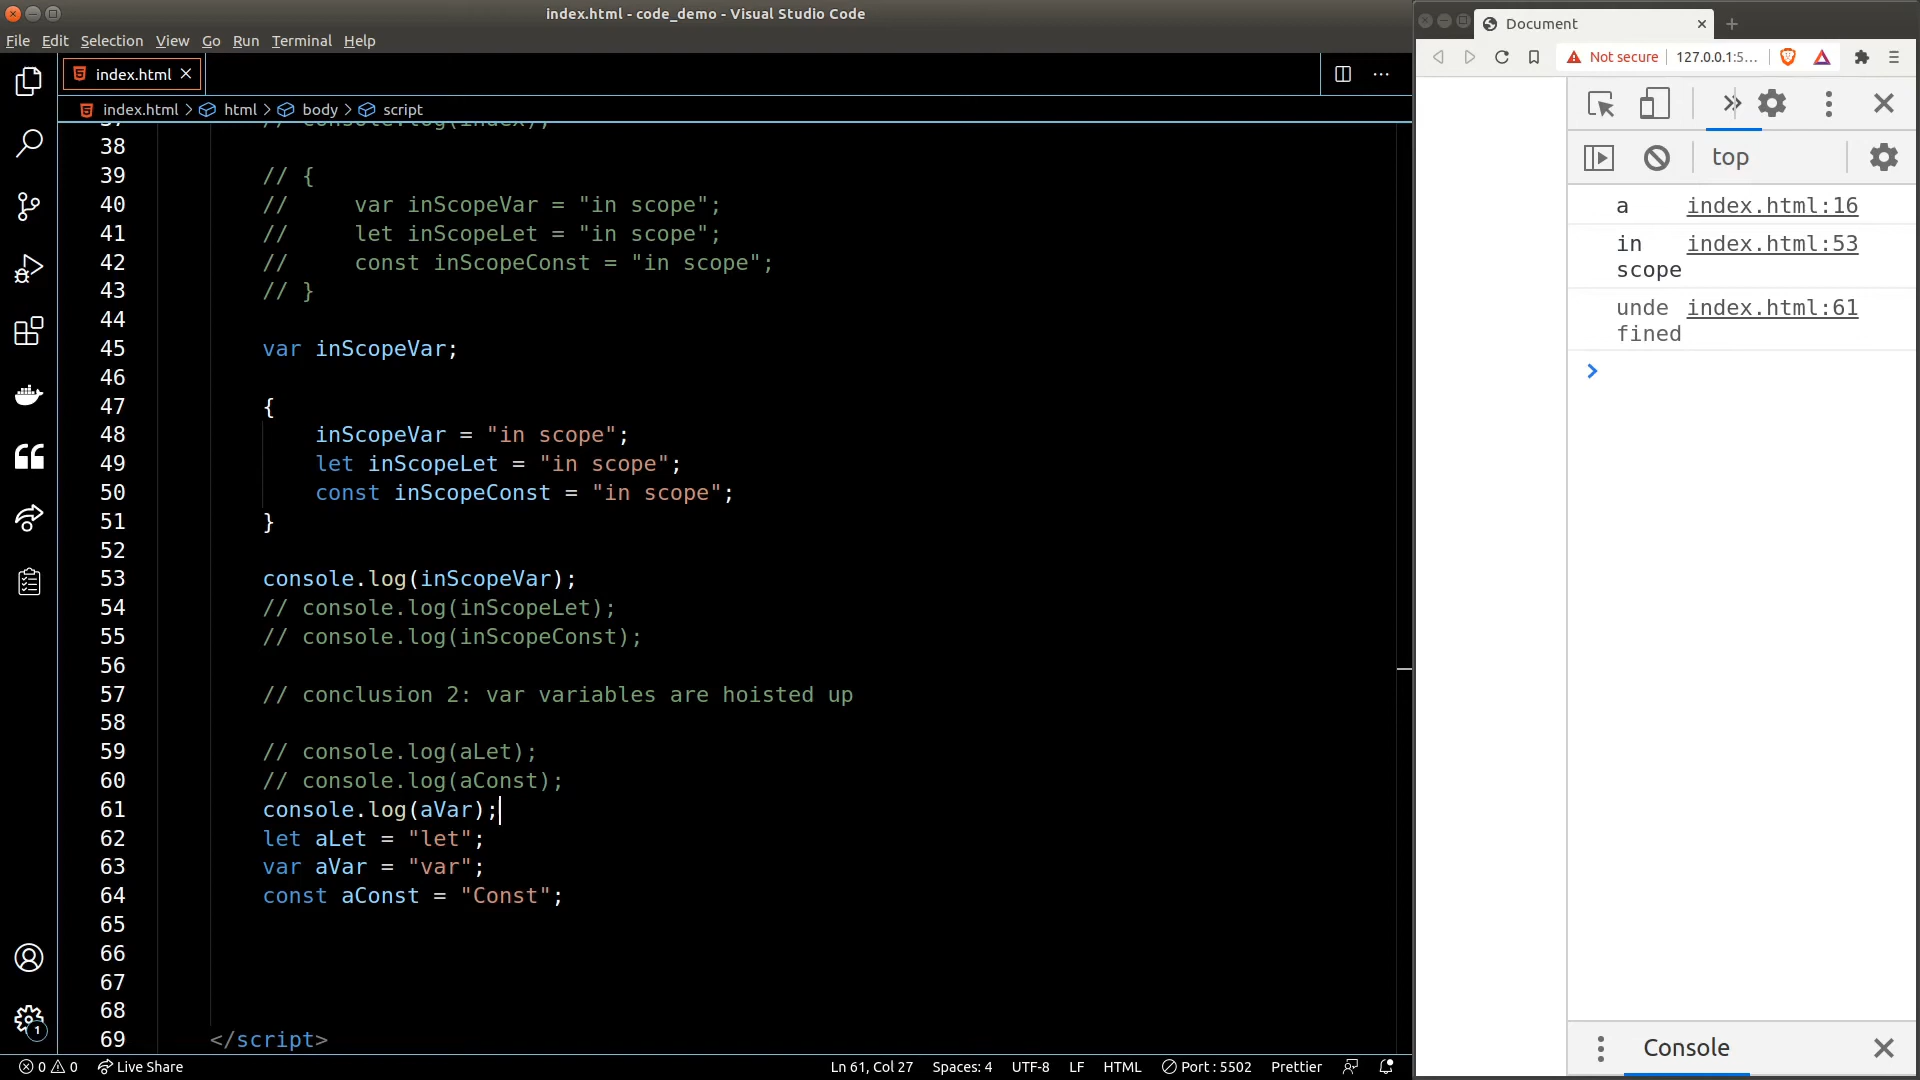 index.html - code_demo - Visual Studio Code
File Edit Selection View Go Run Terminal Help
index.html
index.html > html > body > script
37 // console.log(index);
38
39 // {
40 //     var inScopeVar = "in scope";
41 //     let inScopeLet = "in scope";
42 //     const inScopeConst = "in scope";
43 // }
44
45 var inScopeVar;
46
47 {
48     inScopeVar = "in scope";
49     let inScopeLet = "in scope";
50     const inScopeConst = "in scope";
51 }
52
53 console.log(inScopeVar);
54 // console.log(inScopeLet);
55 // console.log(inScopeConst);
56
57 // conclusion 2: var variables are hoisted up
58
59 // console.log(aLet);
60 // console.log(aConst);
61 console.log(aVar);
62 let aLet = "let";
63 var aVar = "var";
64 const aConst = "Const";
65
66
67
68
69 </script>
1
0 0 Live Share Ln 61, Col 27 Spaces: 4 UTF-8 LF HTML Port : 5502 Prettier
Document
Not secure 127.0.0.1:5...
top
a index.html:16
in index.html:53
scope
unde index.html:61
fined
Console